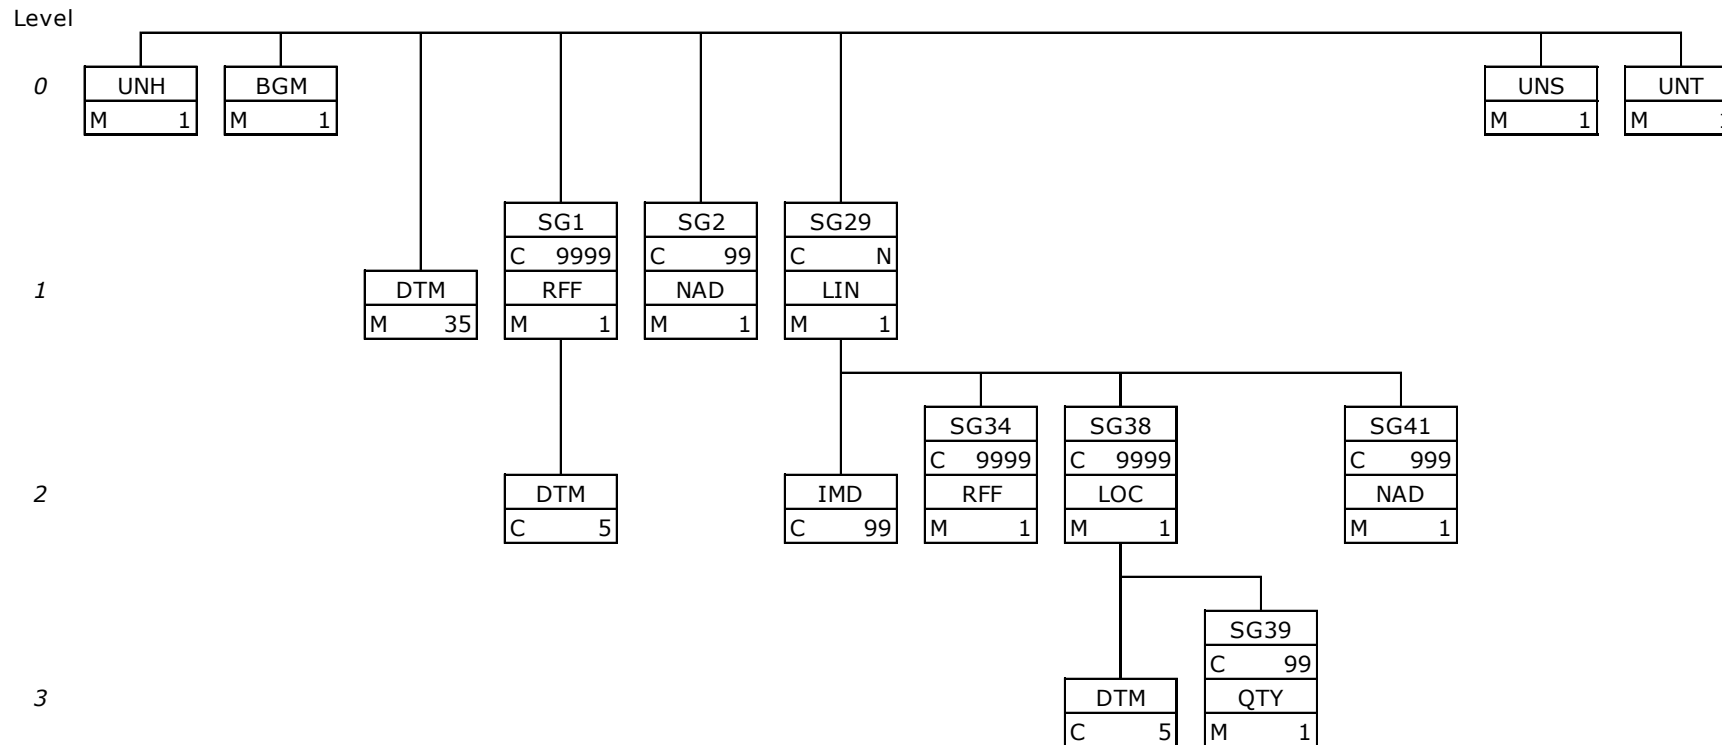 Level
0 UNH BGM UNS UNT
M 1 M 1 M 1 M
SG1 SG2 SG29
C 9999 C 99 C N
1 DTM RFF NAD LIN
M 35 M 1 M 1 M 1
SG34 SG38 SG41
C 9999 C 9999 C 999
2 DTM IMD RFF LOC NAD
C 5 C 99 M 1 M 1 M 1
SG39
C 99
3 DTM QTY
C 5 M 1